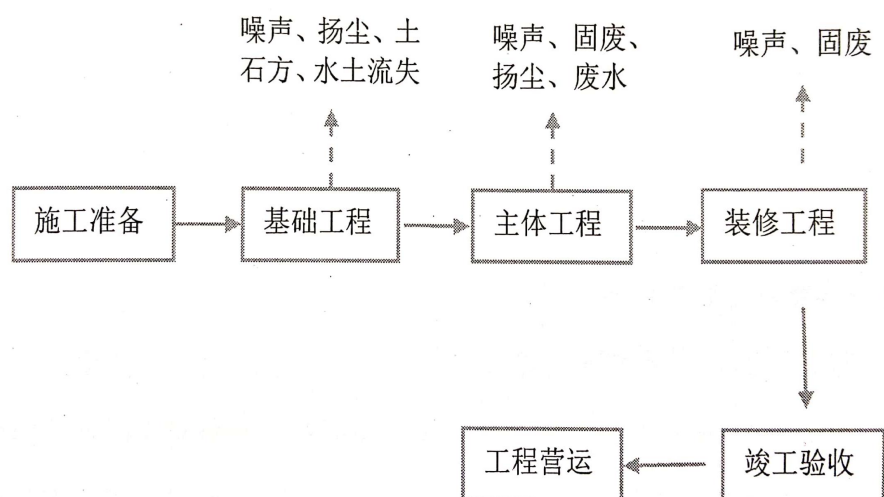 噪声、扬尘、土
石方、水土流失
噪声、固废、
扬尘、废水
噪声、固废
施工准备
基础工程
主体工程
装修工程
工程营运
竣工验收